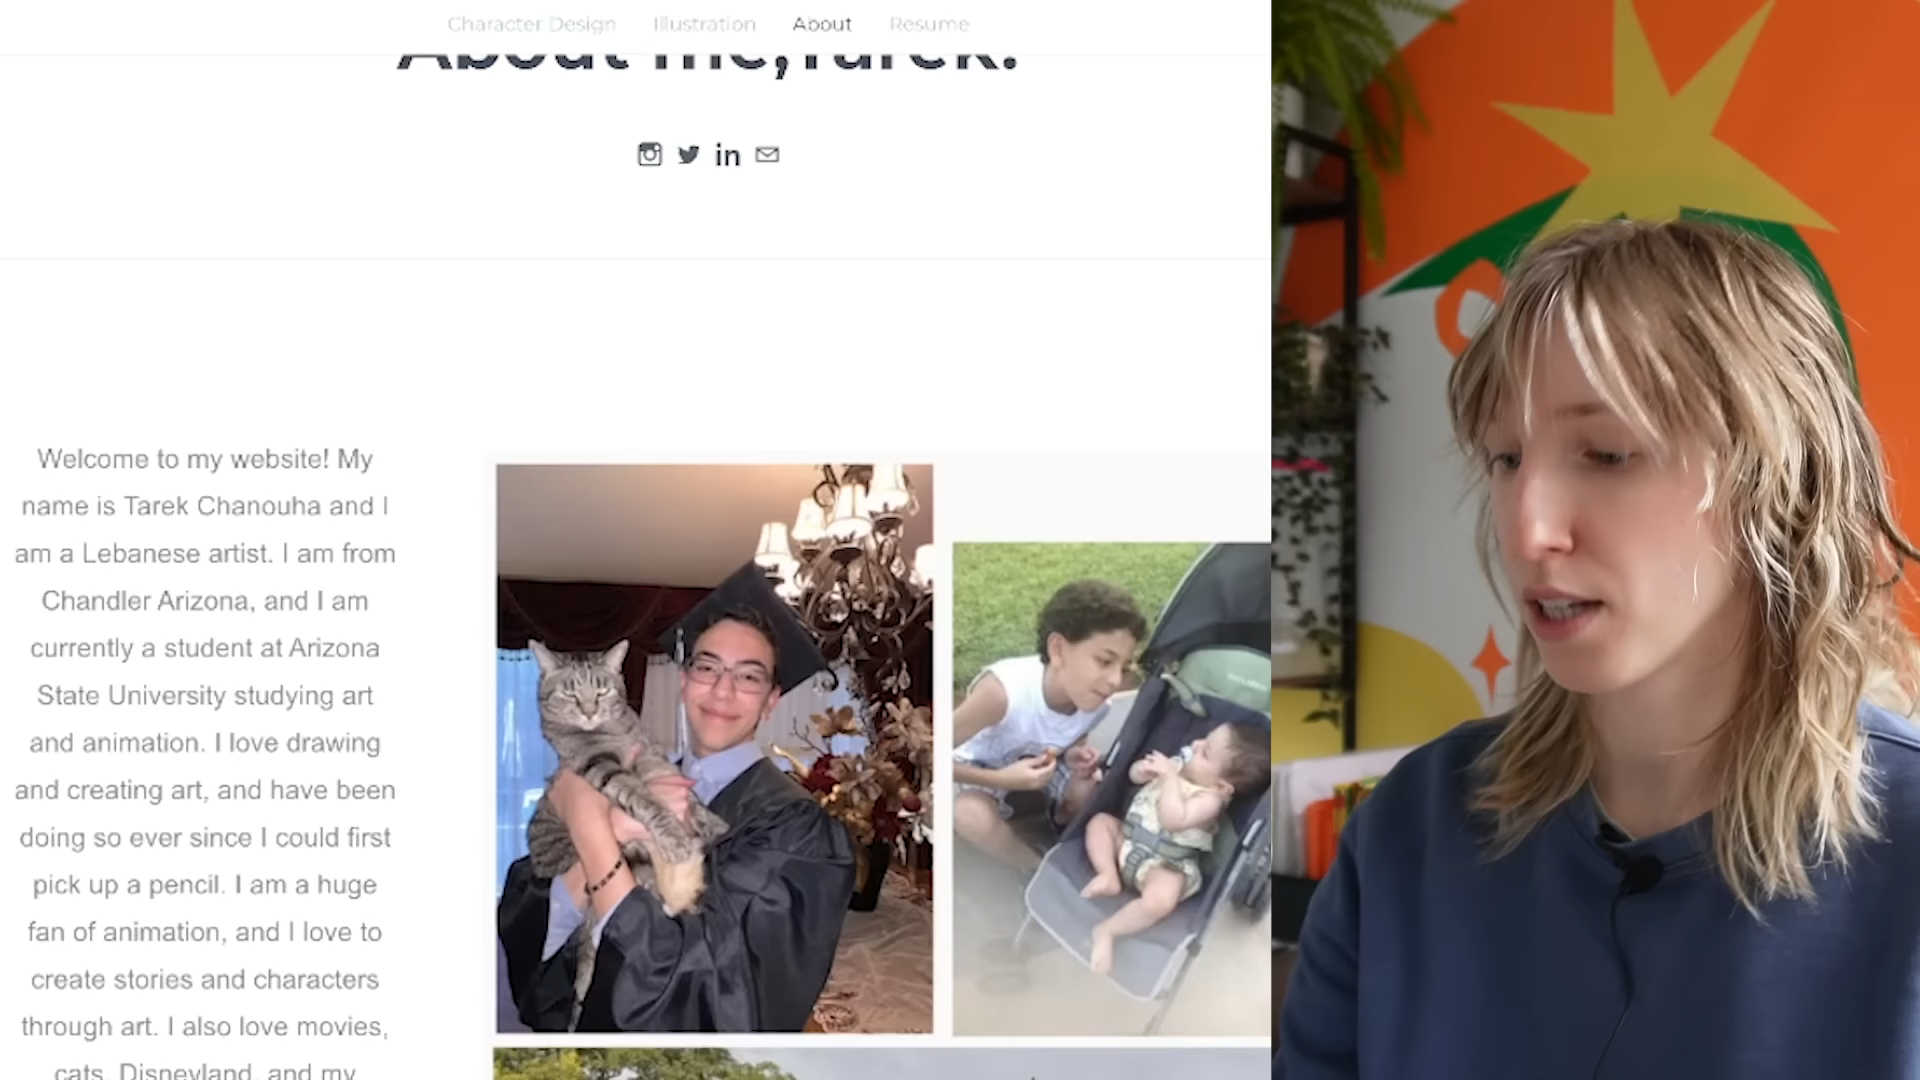 Character Design Illustration About Resume
About me, Tarek.
in
Welcome to my website! My
name is Tarek Chanouha and I
am a Lebanese artist. I am from
Chandler Arizona, and I am
currently a student at Arizona
State University studying art
and animation. I love drawing
and creating art, and have been
doing so ever since I could first
pick up a pencil. I am a huge
fan of animation, and I love to
create stories and characters
through art. I also love movies,
cats, Disneyland, and my